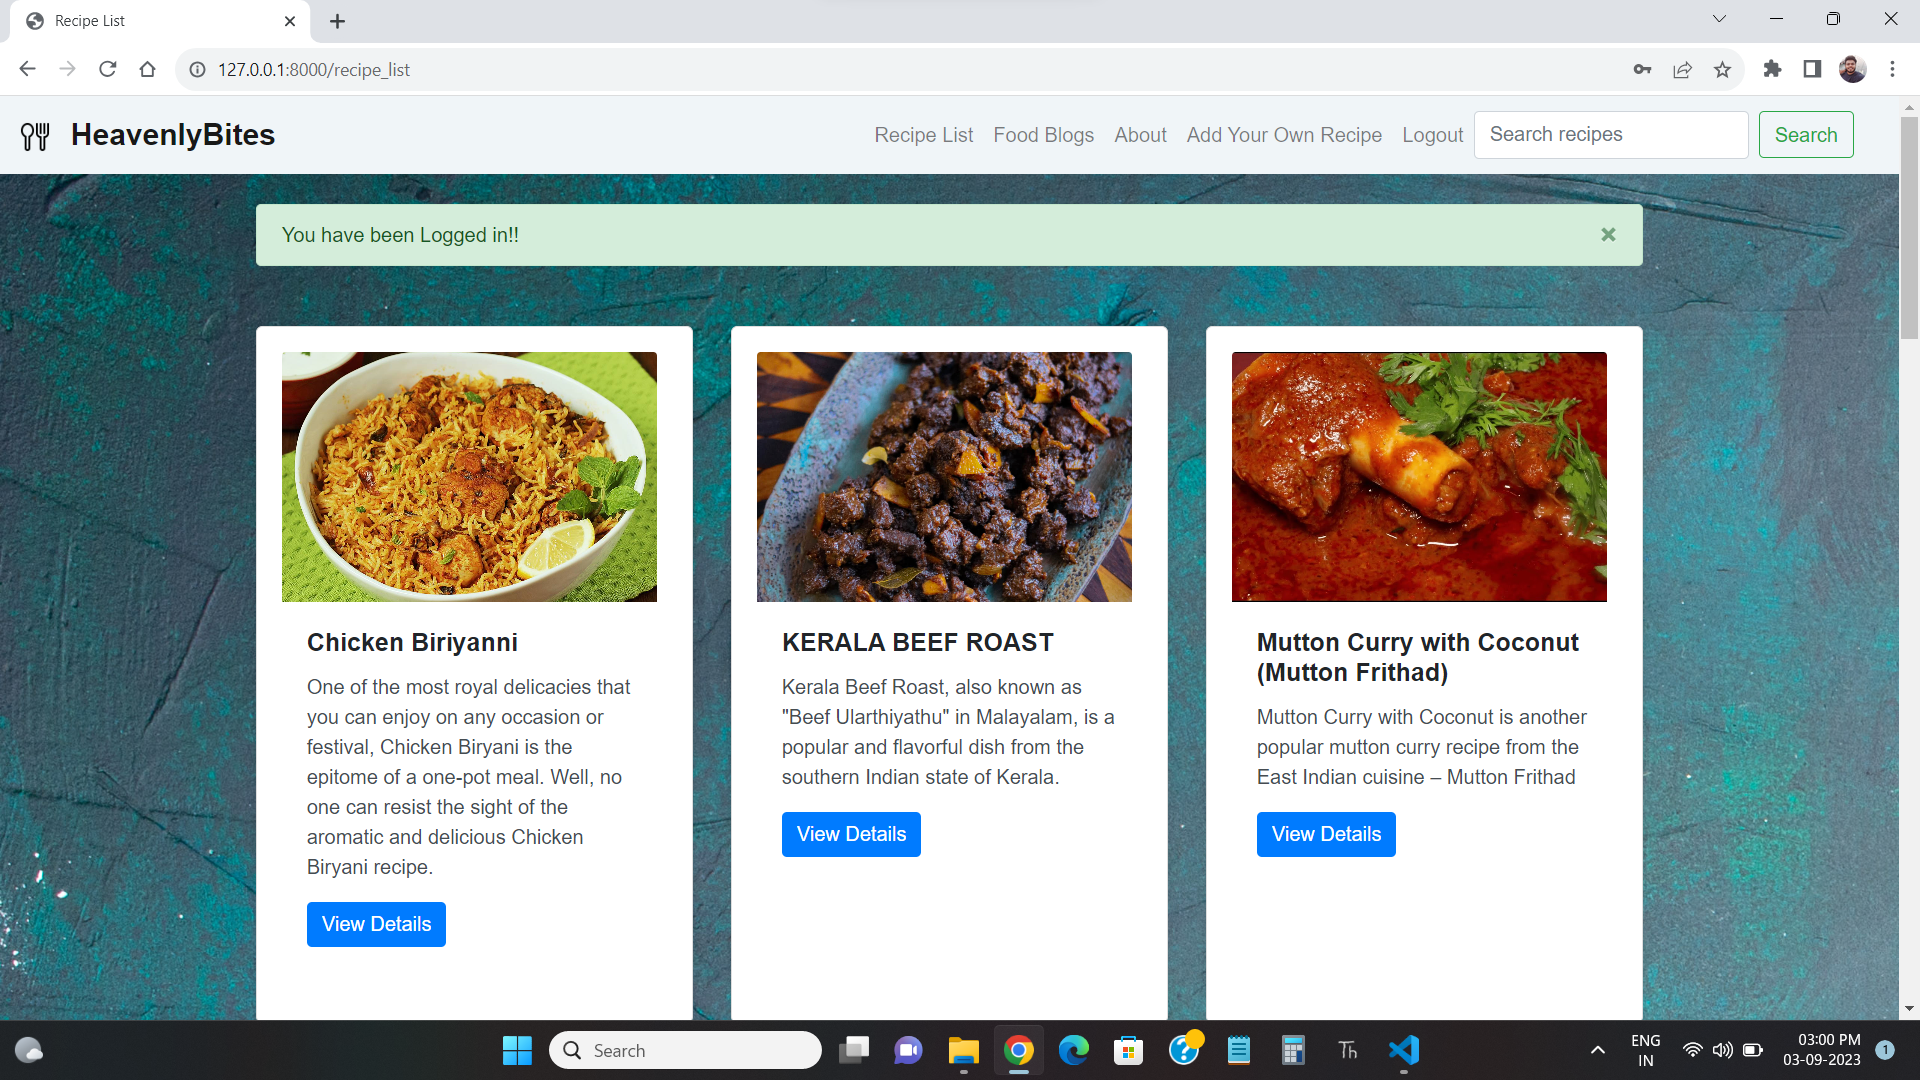 Recipe List
127.0.0.1:8000/recipe_list
HeavenlyBites
Recipe List
Food Blogs
About
Add Your Own Recipe
Logout
Search recipes
Search
You have been Logged in!!
×
Chicken Biriyanni
One of the most royal delicacies that
you can enjoy on any occasion or
festival, Chicken Biryani is the
epitome of a one-pot meal. Well, no
one can resist the sight of the
aromatic and delicious Chicken
Biryani recipe.
View Details
KERALA BEEF ROAST
Kerala Beef Roast, also known as
"Beef Ularthiyathu" in Malayalam, is a
popular and flavorful dish from the
southern Indian state of Kerala.
View Details
Mutton Curry with Coconut
(Mutton Frithad)
Mutton Curry with Coconut is another
popular mutton curry recipe from the
East Indian cuisine – Mutton Frithad
View Details
Search
Th
ENG
IN
03:00 PM
03-09-2023
1